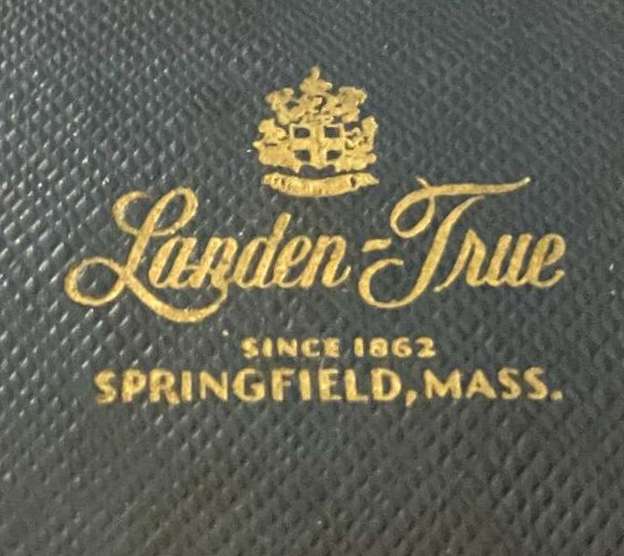 Landen-True
SINCE 1862
SPRINGFIELD, MASS.